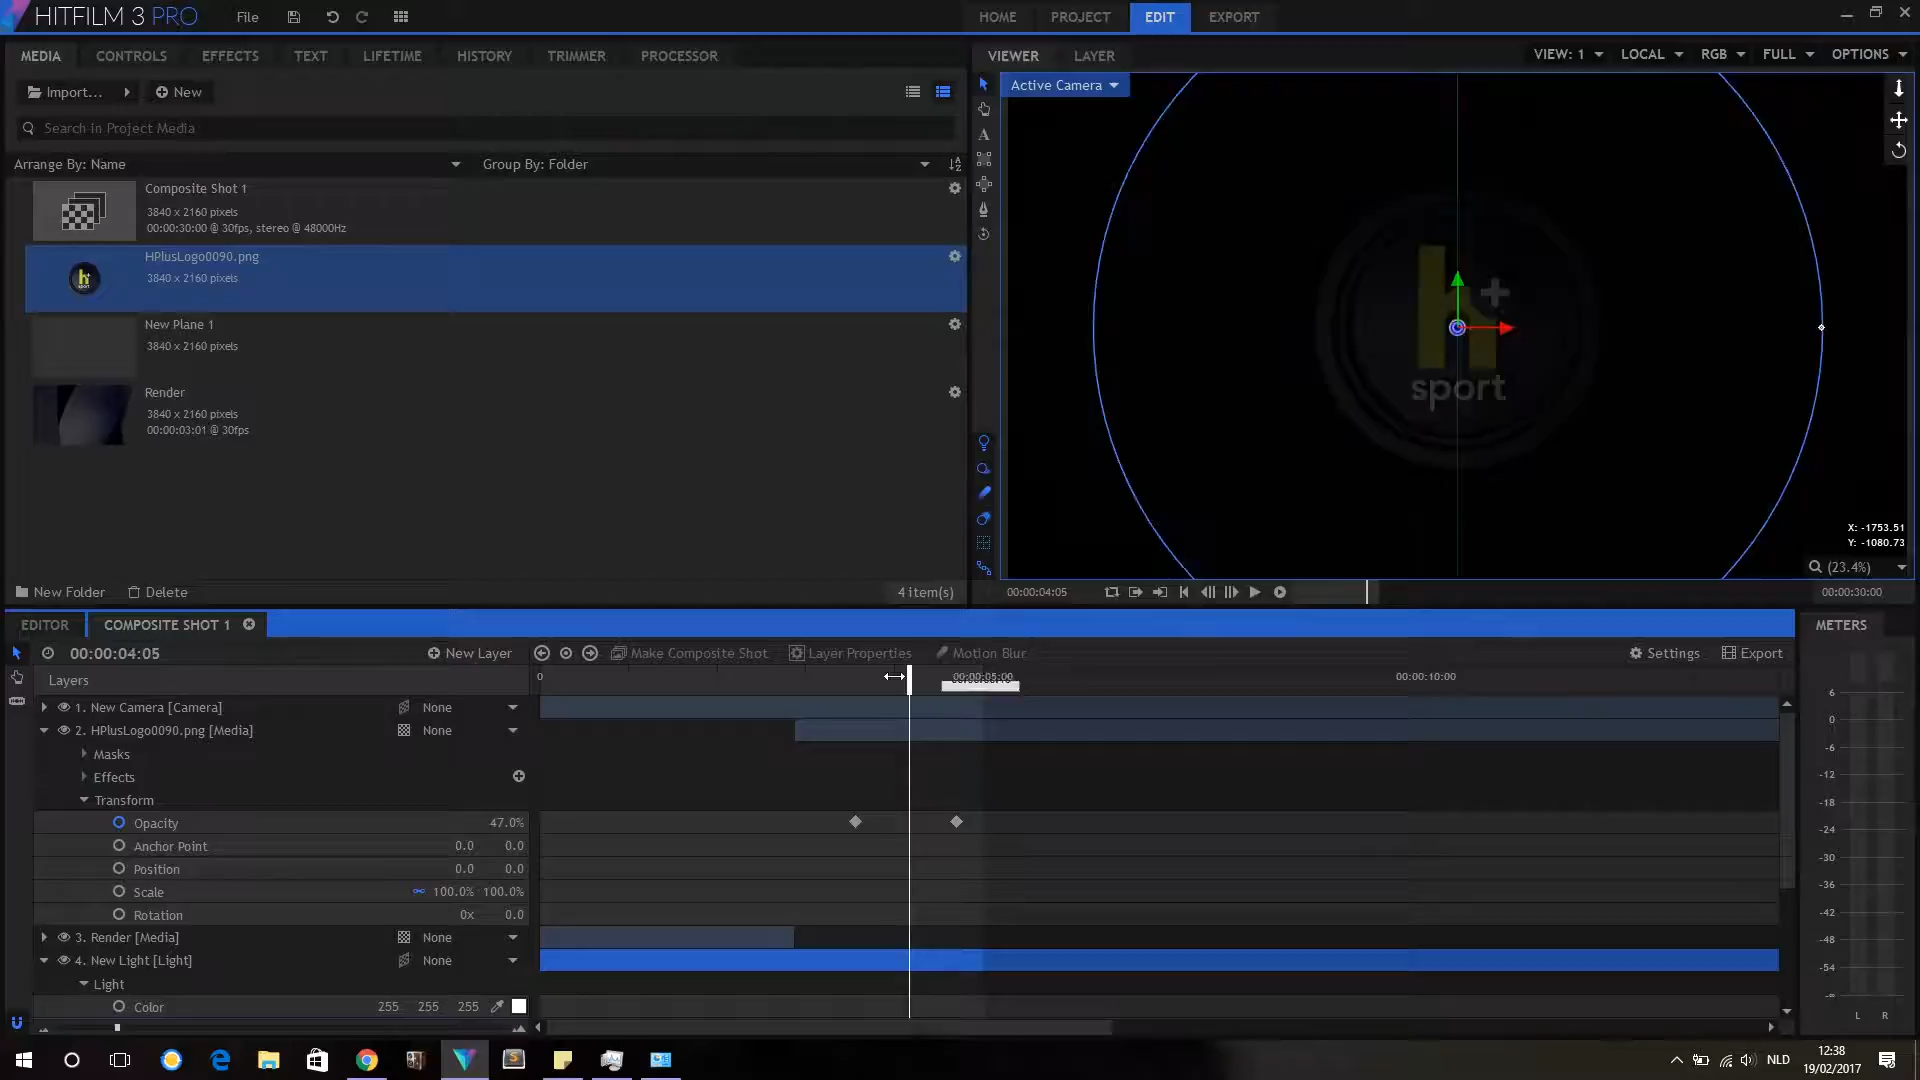 HITFILM 3 PRO File HOME PROJECT EDIT EXPORT
MEDIA CONTROLS EFFECTS TEXT LIFETIME HISTORY TRIMMER PROCESSOR
VIEWER LAYER VIEW: 1 LOCAL RGB FULL OPTIONS
Import... New
Active Camera
Search in Project Media
Arrange By: Name Group By: Folder
Composite Shot 1
3840 x 2160 pixels
00:00:30:00 @ 30fps, stereo @ 48000Hz
HPlusLogo0090.png
3840 x 2160 pixels
New Plane 1
3840 x 2160 pixels
Render
3840 x 2160 pixels
00:00:03:01 @ 30fps
h+
sport
X: -1753.51
Y: -1080.73
(23.4%)
New Folder Delete 4 item(s)
00:00:04:05 00:00:30:00
EDITOR COMPOSITE SHOT 1 METERS
00:00:04:05 New Layer Make Composite Shot Layer Properties Motion Blur Settings Export
Layers 0 00:00:05:00 00:00:10:00
1. New Camera [Camera] None
2. HPlusLogo0090.png [Media] None
Masks
Effects
Transform
Opacity 47.0%
Anchor Point 0.0 0.0
Position 0.0 0.0
Scale 100.0% 100.0%
Rotation 0x 0.0
3. Render [Media] None
4. New Light [Light] None
Light
Color 255 255 255
6
0
-6
-12
-18
-24
-30
-36
-42
-48
-54
-∞
L R
NLD
12:38
19/02/2017